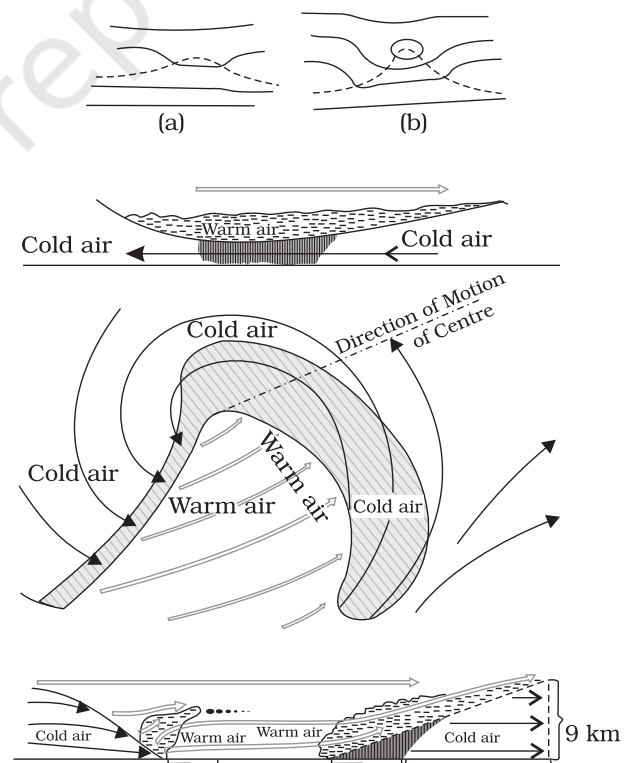 rep
(a)
(b)
Warm air
Cold air
Cold air
Cold air
Direction of Motion
of Centre
Cold air
Warm air
Warm air
Cold air
Cold air
Warm air
Warm air
Cold air
9 km